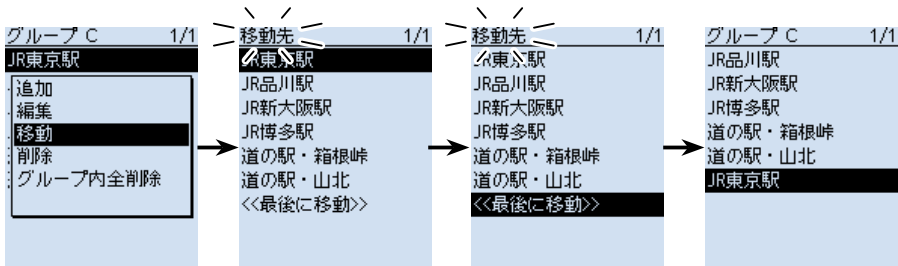 グループ C 1/1
JR東京駅
追加
編集
移動
削除
グループ内全削除
移動先 1/1
JR東京駅
JR品川駅
JR新大阪駅
JR博多駅
道の駅・箱根峠
道の駅・山北
<<最後に移動>>
移動先 1/1
JR東京駅
JR品川駅
JR新大阪駅
JR博多駅
道の駅・箱根峠
道の駅・山北
<<最後に移動>>
グループ C 1/1
JR品川駅
JR新大阪駅
JR博多駅
道の駅・箱根峠
道の駅・山北
JR東京駅